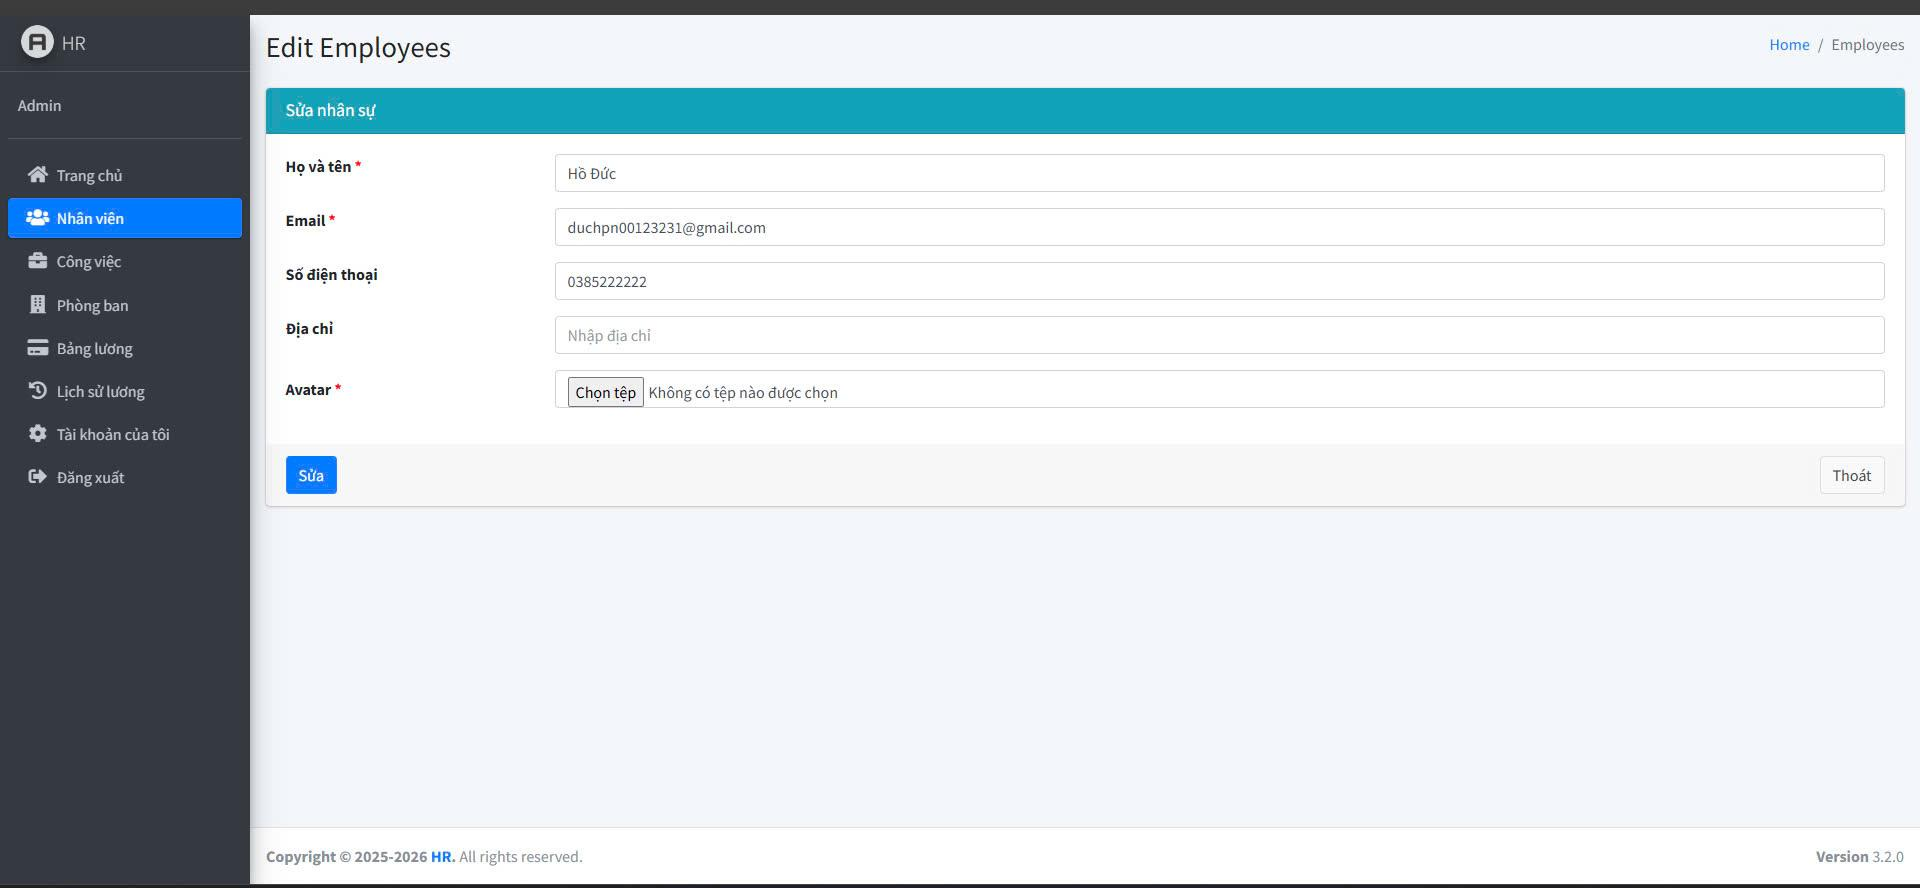 HR
Admin
Trang chủ
Nhân viên
Công việc
Phòng ban
Bảng lương
Lịch sử lương
Tài khoản của tôi
Đăng xuất
Edit Employees
Home / Employees
Sửa nhân sự
Họ và tên *
Hồ Đức
Email *
duchpn00123231@gmail.com
Số điện thoại
0385222222
Địa chỉ
Nhập địa chỉ
Avatar *
Chọn tệp Không có tệp nào được chọn
Sửa
Thoát
Copyright © 2025-2026 HR. All rights reserved.
Version 3.2.0